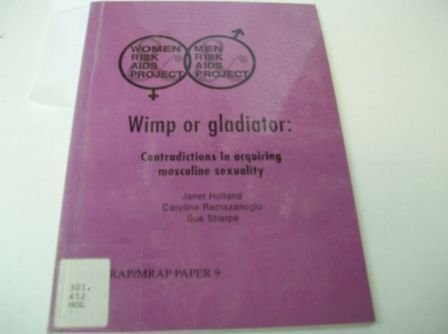 WOMEN
RISK
AIDS
PROJECT
MEN
RISK
AIDS
PROJECT
Wimp or gladiator:
Contradictions in acquiring
masculine sexuality
Janet Holland
Caroline Ramazanoglu
Sue Sharpe
RAP/MRAP PAPER 9
301.
412
HOL